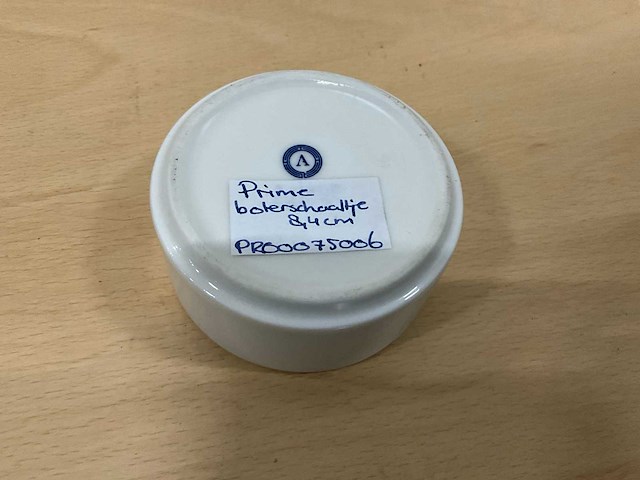 A
Prime
boterschaaltje
8,4cm
PR00075006